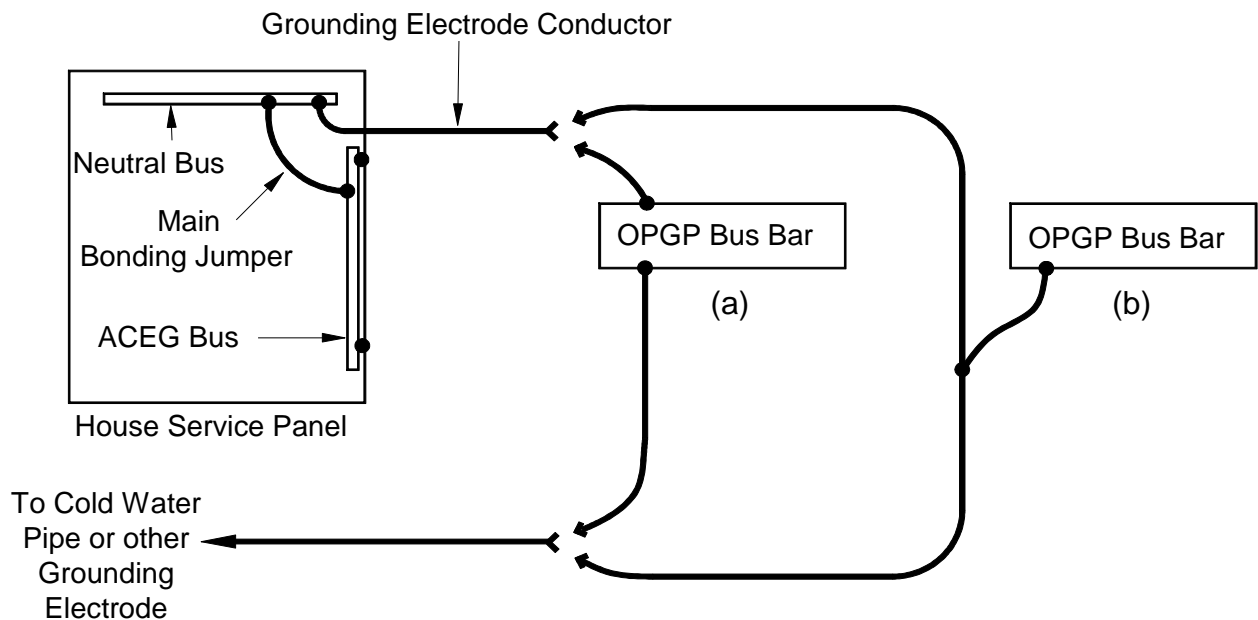 Grounding Electrode Conductor
Neutral Bus
Main
Bonding Jumper
ACEG Bus
House Service Panel
OPGP Bus Bar
(a)
OPGP Bus Bar
(b)
To Cold Water
Pipe or other
Grounding
Electrode